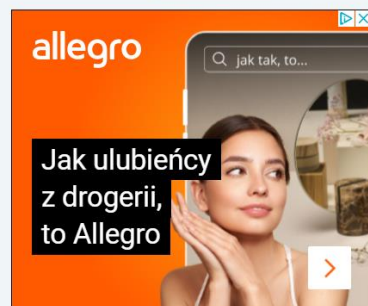 allegro
jak tak, to...
Jak ulubieńcy
z drogerii,
to Allegro